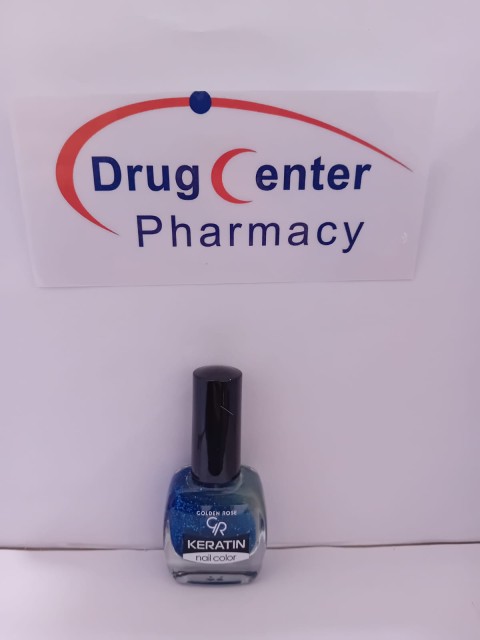 Drug Center
Pharmacy
GOLDEN ROSE
GR
KERATIN
nail color